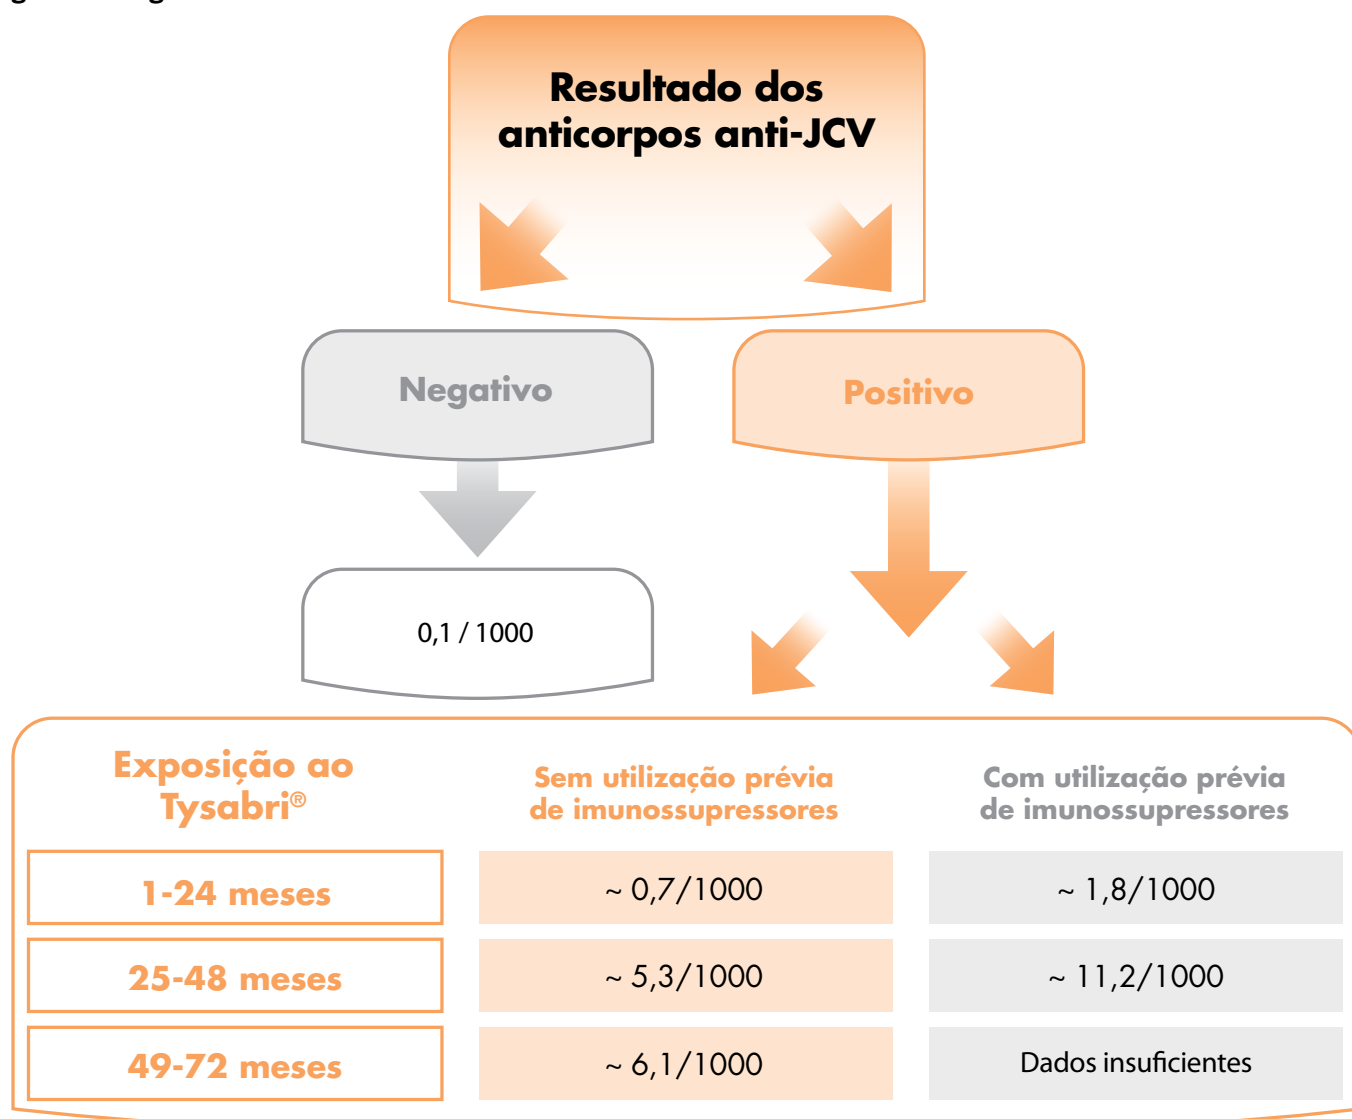 Resultado dos
anticorpos anti-JCV
Negativo
Positivo
0,1 / 1000
Exposição ao
Tysabri®
Sem utilização prévia
de imunossupressores
Com utilização prévia
de imunossupressores
1-24 meses
~ 0,7/1000
~ 1,8/1000
25-48 meses
~ 5,3/1000
~ 11,2/1000
49-72 meses
~ 6,1/1000
Dados insuficientes